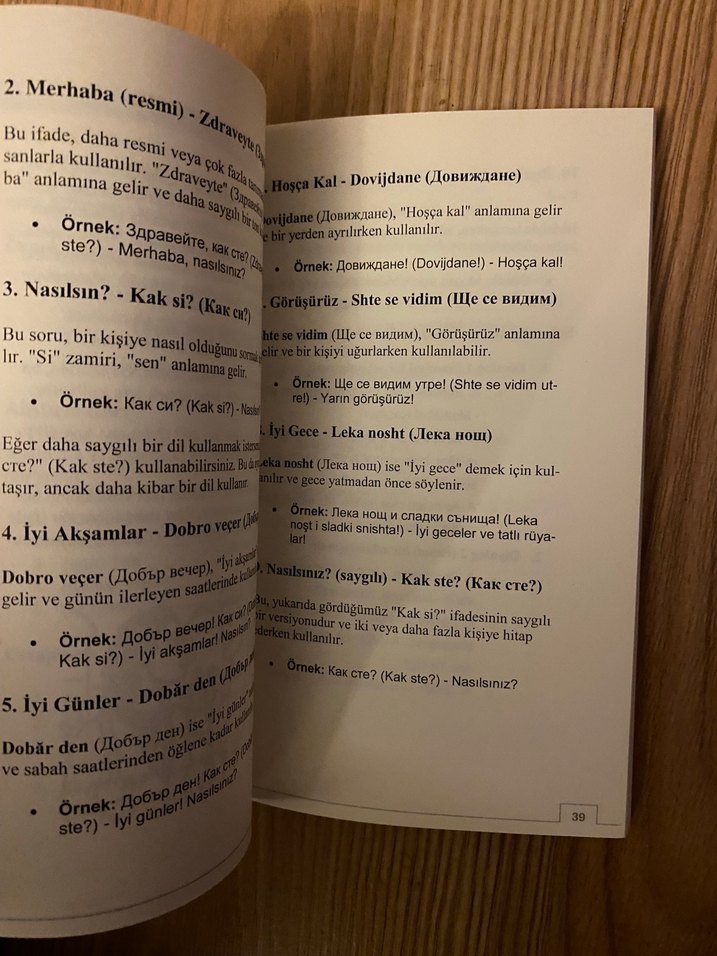 2. Merhaba (resmi) - Zdraveyte
Bu ifade, daha resmi veya çok fazla
sanlarla kullanılır. "Zdraveyte"
ba" anlamına gelir ve daha saygılı bir
• Örnek: Здравейте, как сте?
ste?) - Merhaba, nasılsınız?
3. Nasılsın? - Kak si? (Как си?)
Bu soru, bir kişiye nasıl olduğunu
lır. "Si" zamiri, "sen" anlamına gelir.
• Örnek: Как си? (Kak si?) -
Eğer daha saygılı bir dil kullanmak
сте?" (Kak ste?) kullanabilirsiniz. Bu da
taşır, ancak daha kibar bir dil kullanır.
4. İyi Akşamlar - Dobro veçer
Dobro veçer (Добър вечер), "İyi akşamlar"
gelir ve günün ilerleyen saatlerinde
• Örnek: Добър вечер! Как си?
Kak si?) - İyi akşamlar! Nasılsın?
5. İyi Günler - Dobăr den (Добър
Dobăr den (Добър ден) ise "İyi günler"
ve sabah saatlerinden öğlene kadar
• Örnek: Добър ден! Как сте?
ste?) - İyi günler! Nasılsınız?
. Hoşça Kal - Dovijdane (Довиждане)
ovijdane (Довиждане), "Hoşça kal" anlamına gelir
e bir yerden ayrılırken kullanılır.
• Örnek: Довиждане! (Dovijdane!) - Hoşça kal!
. Görüşürüz - Shte se vidim (Ще се видим)
hte se vidim (Ще се видим), "Görüşürüz" anlamına
elir ve bir kişiyi uğurlarken kullanılabilir.
• Örnek: Ще се видим утре! (Shte se vidim ut-
re!) - Yarın görüşürüz!
. İyi Gece - Leka nosht (Лека нощ)
eka nosht (Лека нощ) ise "İyi gece" demek için kul-
anılır ve gece yatmadan önce söylenir.
• Örnek: Лека нощ и сладки сънища! (Leka
noşt i sladki snishta!) - İyi geceler ve tatlı rüya-
lar!
. Nasılsınız? (saygılı) - Kak ste? (Как сте?)
Bu, yukarıda gördüğümüz "Kak si?" ifadesinin saygılı
bir versiyonudur ve iki veya daha fazla kişiye hitap
ederken kullanılır.
• Örnek: Как сте? (Kak ste?) - Nasılsınız?
39